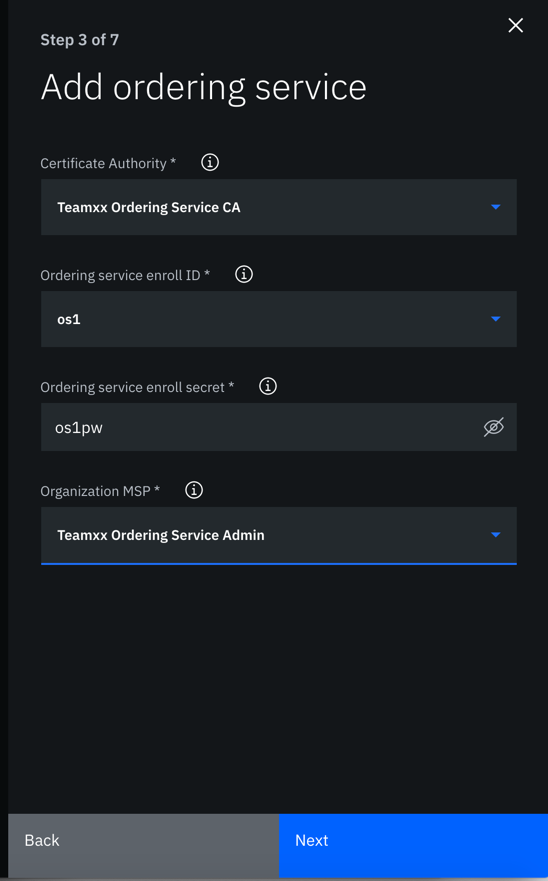 Step 3 of 7
Add ordering service
Certificate Authority *
Teamxx Ordering Service CA
Ordering service enroll ID *
os1
Ordering service enroll secret *
os1pw
Organization MSP *
Teamxx Ordering Service Admin
Back
Next